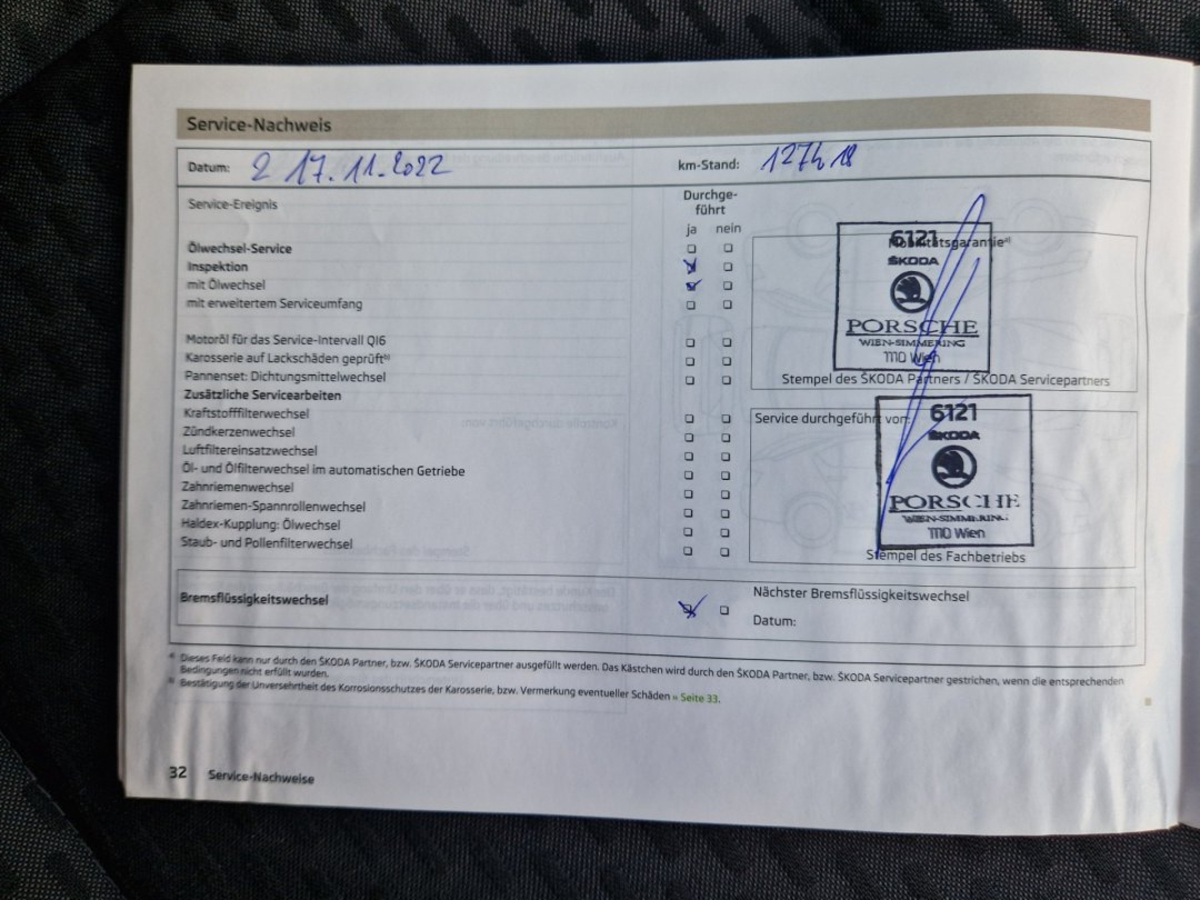 Service-Nachweis
Datum: 2 17.11.2022 km-Stand: 127418
Service-Ereignis Durchge-
führt
ja nein
Ölwechsel-Service
Inspektion
mit Ölwechsel
mit erweitertem Serviceumfang
Motoröl für das Service-Intervall QI6
Karosserie auf Lackschäden geprüft b)
Pannenset: Dichtungsmittelwechsel
Zusätzliche Servicearbeiten
Kraftstofffilterwechsel
Zündkerzenwechsel
Luftfiltereinsatzwechsel
Öl- und Ölfilterwechsel im automatischen Getriebe
Zahnriemenwechsel
Zahnriemen-Spannrollenwechsel
Haldex-Kupplung: Ölwechsel
Staub- und Pollenfilterwechsel
Mobilitätsgarantie a)
6121
ŠKODA
PORSCHE
WIEN-SIMMERING
1110 Wien
Stempel des ŠKODA Partners / ŠKODA Servicepartners
Service durchgeführt von:
6121
ŠKODA
PORSCHE
WIEN-SIMMERING
1110 Wien
Stempel des Fachbetriebs
Bremsflüssigkeitswechsel
Nächster Bremsflüssigkeitswechsel
Datum:
a) Dieses Feld kann nur durch den ŠKODA Partner, bzw. ŠKODA Servicepartner ausgefüllt werden. Das Kästchen wird durch den ŠKODA Partner, bzw. ŠKODA Servicepartner gestrichen, wenn die entsprechenden
Bedingungen nicht erfüllt wurden.
b) Bestätigung der Unversehrtheit des Korrosionsschutzes der Karosserie, bzw. Vermerkung eventueller Schäden » Seite 33.
32 Service-Nachweise